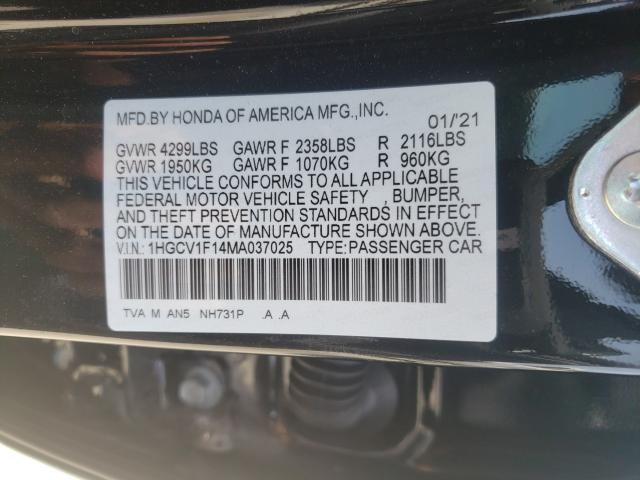 MFD.BY HONDA OF AMERICA MFG.,INC. 01/'21
GVWR 4299LBS GAWR F 2358LBS R 2116LBS
GVWR 1950KG GAWR F 1070KG R 960KG
THIS VEHICLE CONFORMS TO ALL APPLICABLE
FEDERAL MOTOR VEHICLE SAFETY , BUMPER,
AND THEFT PREVENTION STANDARDS IN EFFECT
ON THE DATE OF MANUFACTURE SHOWN ABOVE.
V.I.N: 1HGCV1F14MA037025 TYPE:PASSENGER CAR
TVA M AN5 NH731P .A .A